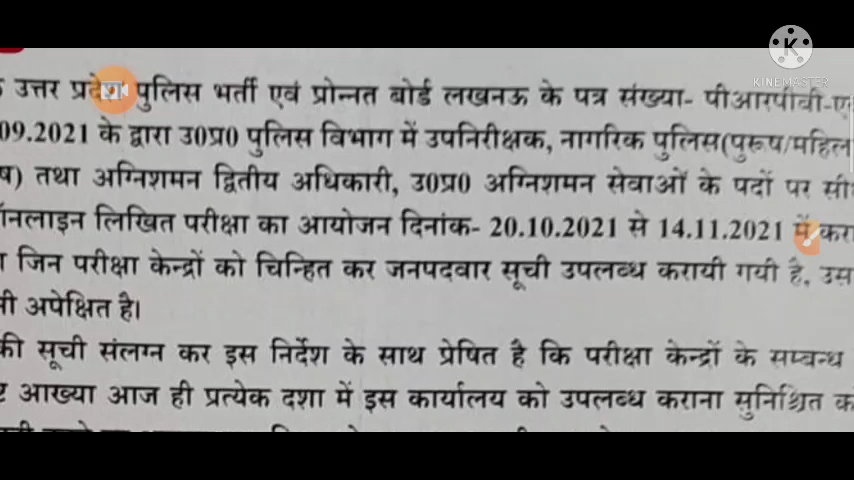 KINEMASTER
उत्तर प्रदेश पुलिस भर्ती एवं प्रोन्नत बोर्ड लखनऊ के पत्र संख्या- पीआरपीवी-ए
09.2021 के द्वारा उ0प्र0 पुलिस विभाग में उपनिरीक्षक, नागरिक पुलिस(पुरूष/महिल
ष) तथा अग्निशमन द्वितीय अधिकारी, उ0प्र0 अग्निशमन सेवाओं के पदों पर सी
ऑनलाइन लिखित परीक्षा का आयोजन दिनांक- 20.10.2021 से 14.11.2021 में करा
जिन परीक्षा केन्द्रों को चिन्हित कर जनपदवार सूची उपलब्ध करायी गयी है, उस
अपेक्षित है।
की सूची संलग्न कर इस निर्देश के साथ प्रेषित है कि परीक्षा केन्द्रों के सम्बन्ध
आख्या आज ही प्रत्येक दशा में इस कार्यालय को उपलब्ध कराना सुनिश्चित क